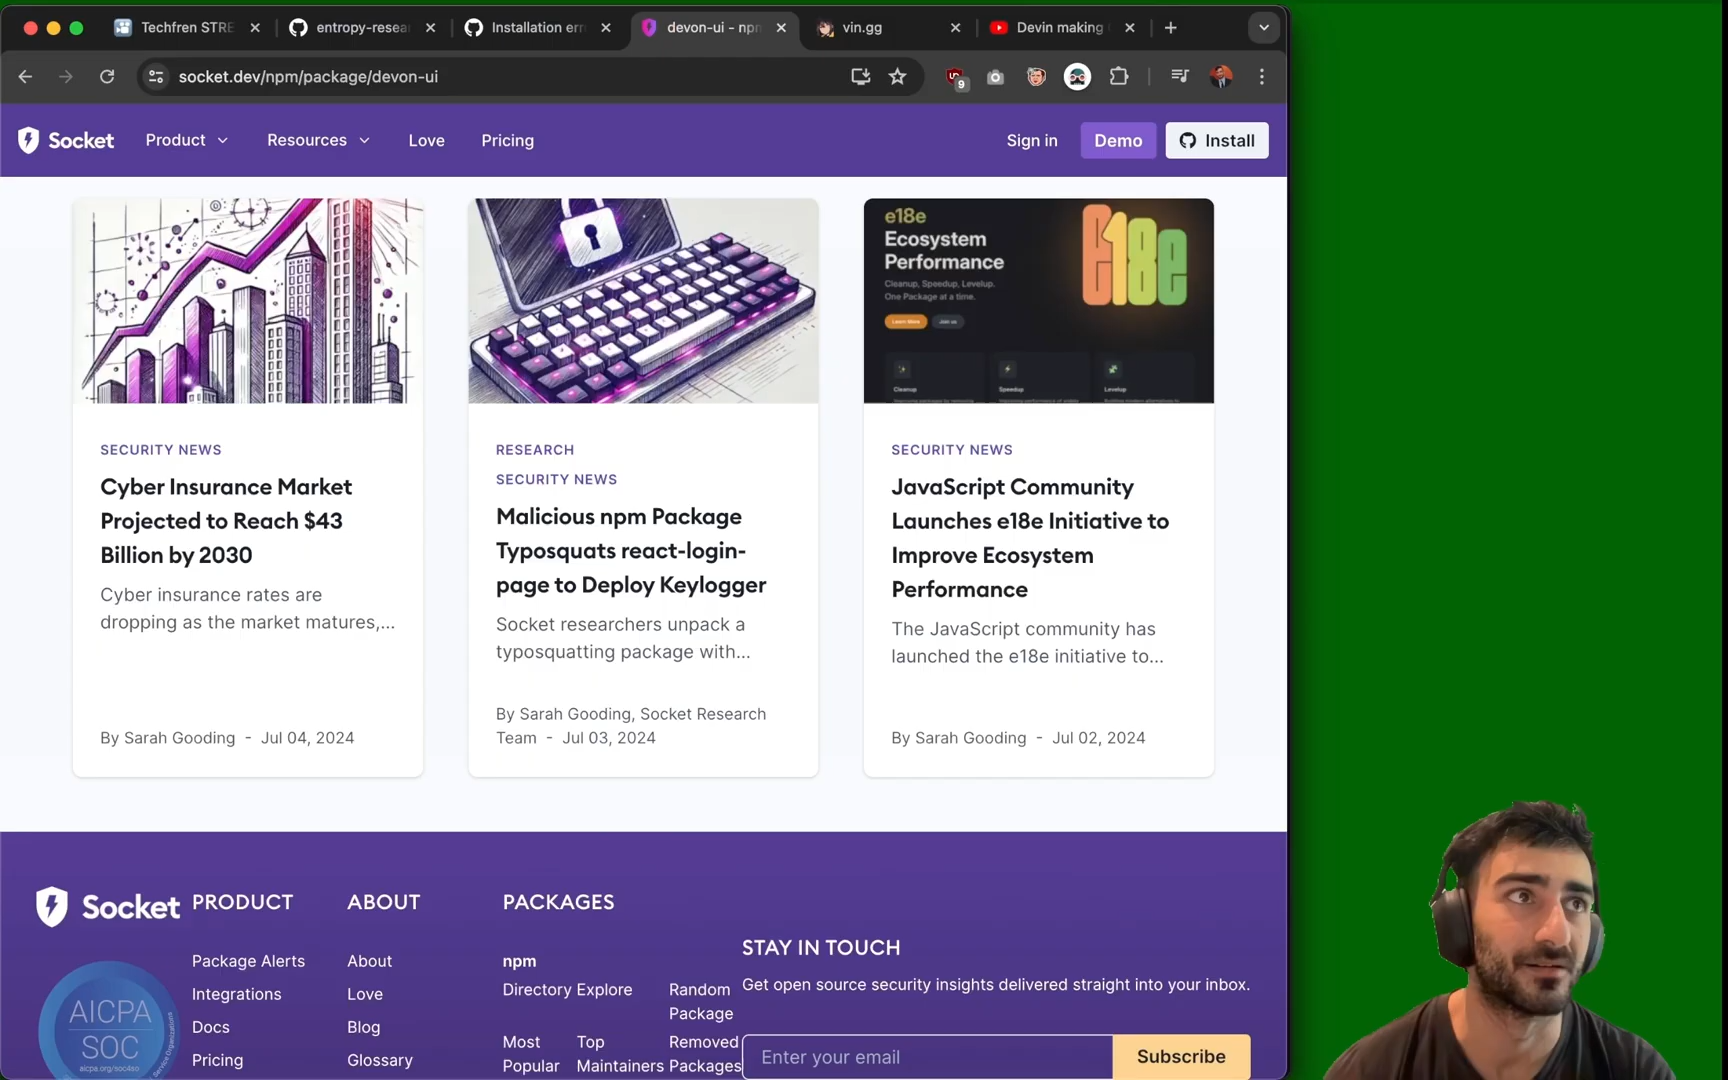 Techfren STRE
entropy-resear
Installation err
devon-ui - npm
vin.gg
Devin making
socket.dev/npm/package/devon-ui
9
Socket
Product
Resources
Love
Pricing
Sign in
Demo
Install
SECURITY NEWS
Cyber Insurance Market
Projected to Reach $43
Billion by 2030
Cyber insurance rates are
dropping as the market matures,...
By Sarah Gooding - Jul 04, 2024
RESEARCH
SECURITY NEWS
Malicious npm Package
Typosquats react-login-
page to Deploy Keylogger
Socket researchers unpack a
typosquatting package with...
By Sarah Gooding, Socket Research
Team - Jul 03, 2024
e18e
Ecosystem
Performance
Cleanup, Speedup, Levelup.
One Package at a time.
Learn More
Join us
Cleanup
Speedup
Levelup
e18e
SECURITY NEWS
JavaScript Community
Launches e18e Initiative to
Improve Ecosystem
Performance
The JavaScript community has
launched the e18e initiative to...
By Sarah Gooding - Jul 02, 2024
Socket
AICPA
SOC
aicpa.org/soc4so
PRODUCT
Package Alerts
Integrations
Docs
Pricing
ABOUT
About
Love
Blog
Glossary
PACKAGES
npm
Directory Explore
Random
Package
Most
Popular
Top
Maintainers
Removed
Packages
STAY IN TOUCH
Get open source security insights delivered straight into your inbox.
Enter your email
Subscribe